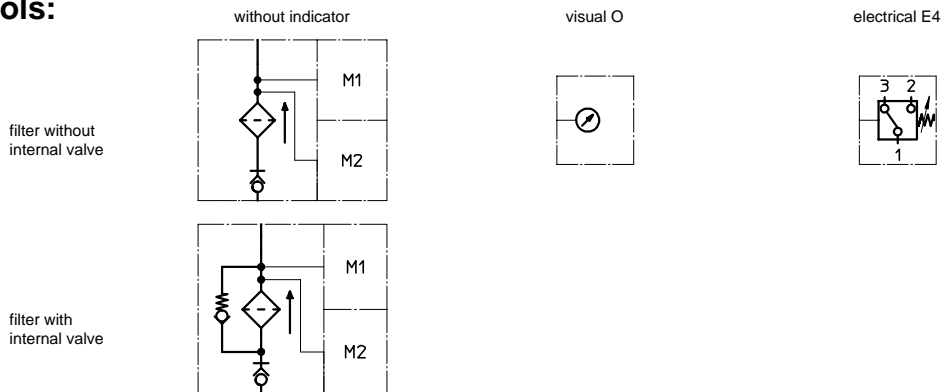 ols:
without indicator
visual O
electrical E4
filter without
internal valve
M1
M2
3 2
1
filter with
internal valve
M1
M2